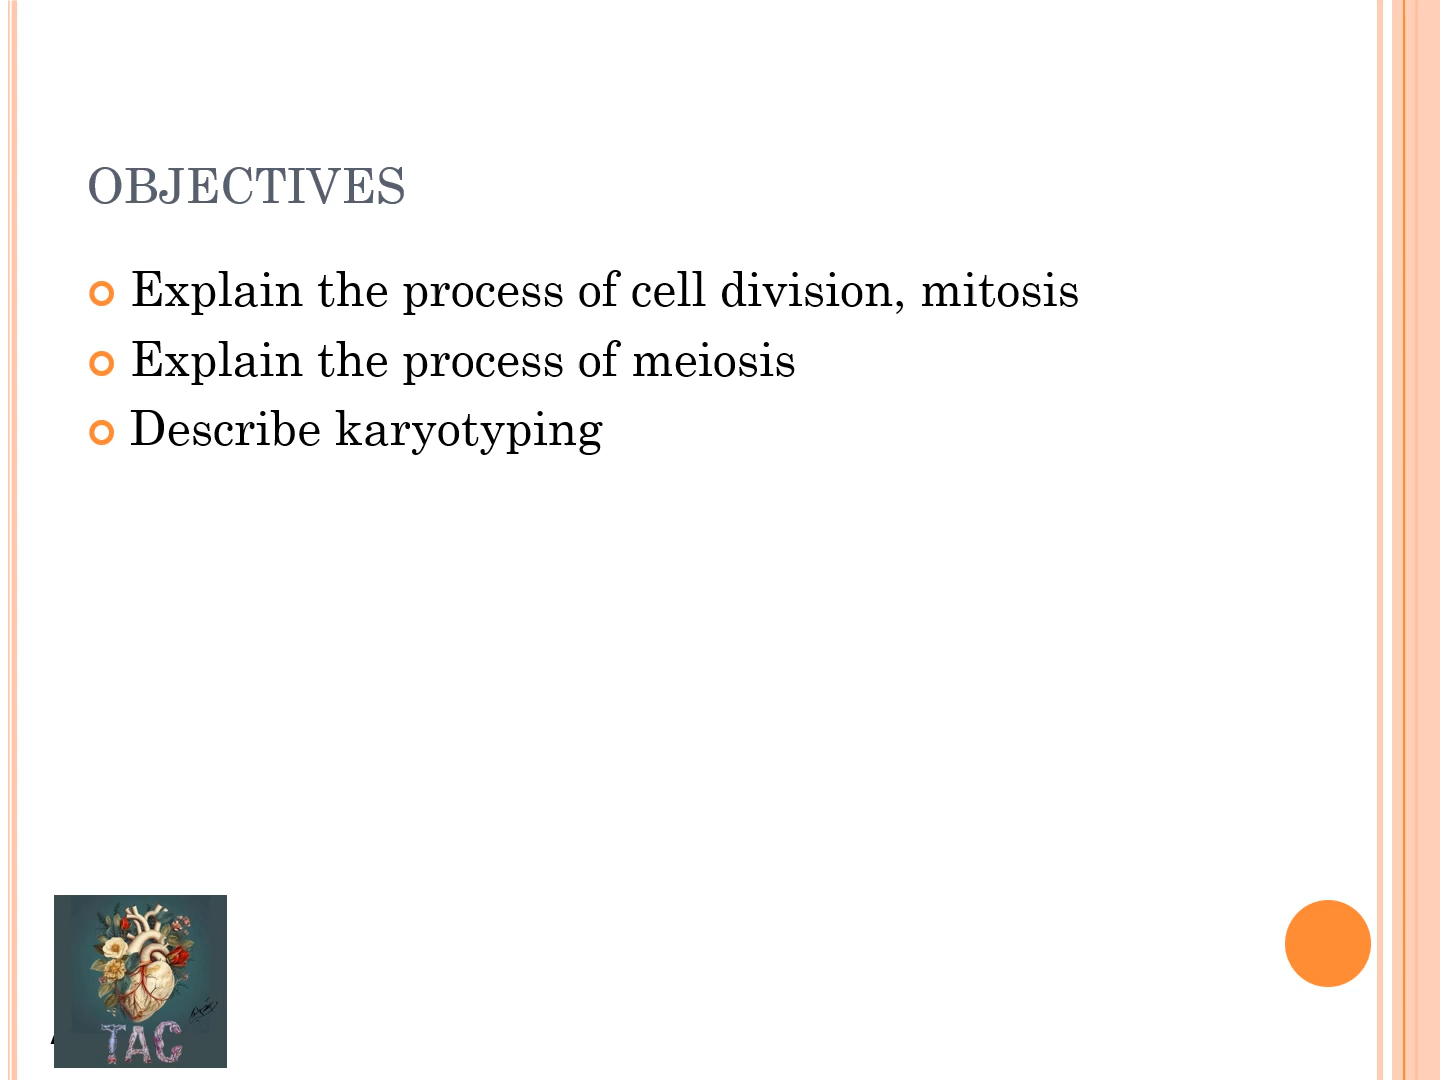 OBJECTIVES
Explain the process of cell division, mitosis
Explain the process of meiosis
Describe karyotyping
TAC